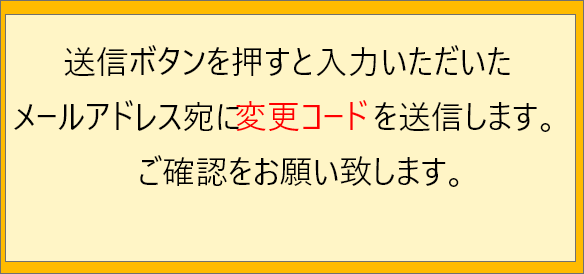 送信ボタンを押すと入力いただいた
メールアドレス宛に変更コードを送信します。
ご確認をお願い致します。